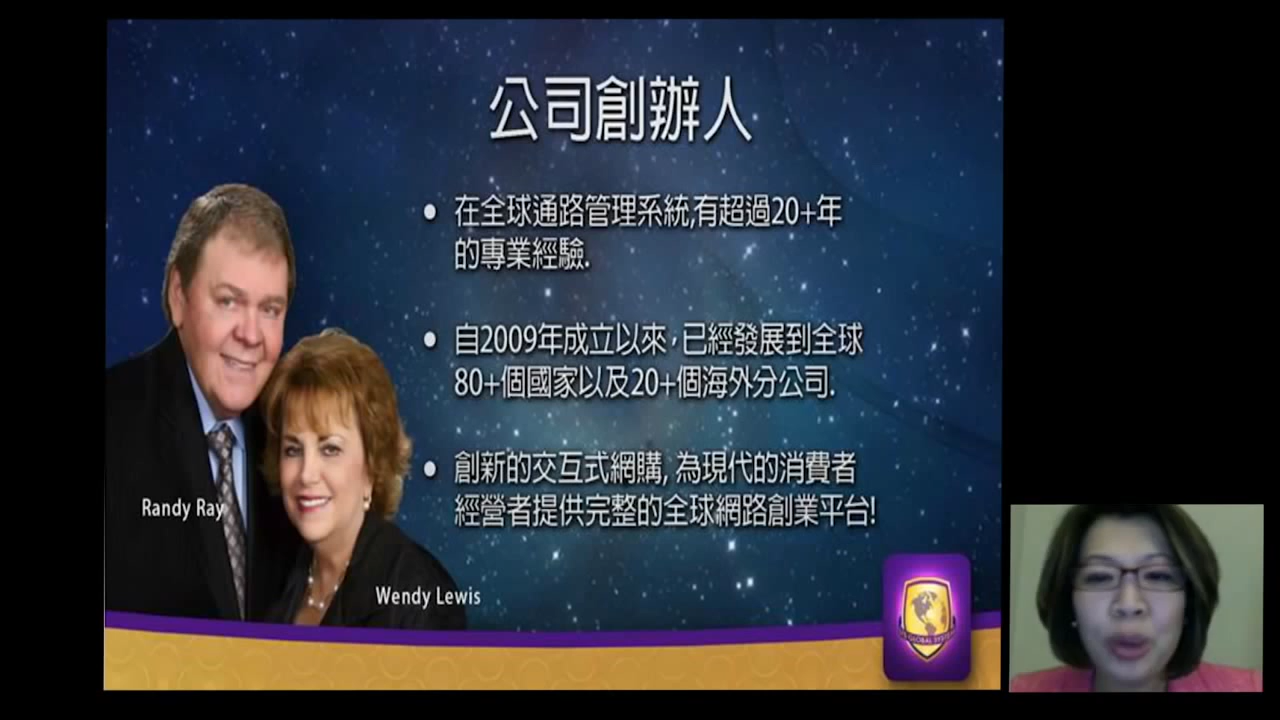 公司創辦人
• 在全球通路管理系統,有超過20+年
的專業經驗.
• 自2009年成立以來,已經發展到全球
80+個國家以及20+個海外分公司.
• 創新的交互式網購, 為現代的消費者
經營者提供完整的全球網路創業平台!
Randy Ray
Wendy Lewis
GLOBAL